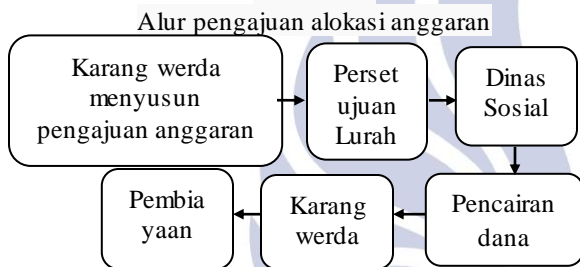 Alur pengajuan alokasi anggaran
Karang werda
menyusun
pengajuan anggaran
Perset
ujuan
Lurah
Dinas
Sosial
Pencairan
dana
Karang
werda
Pembia
yaan